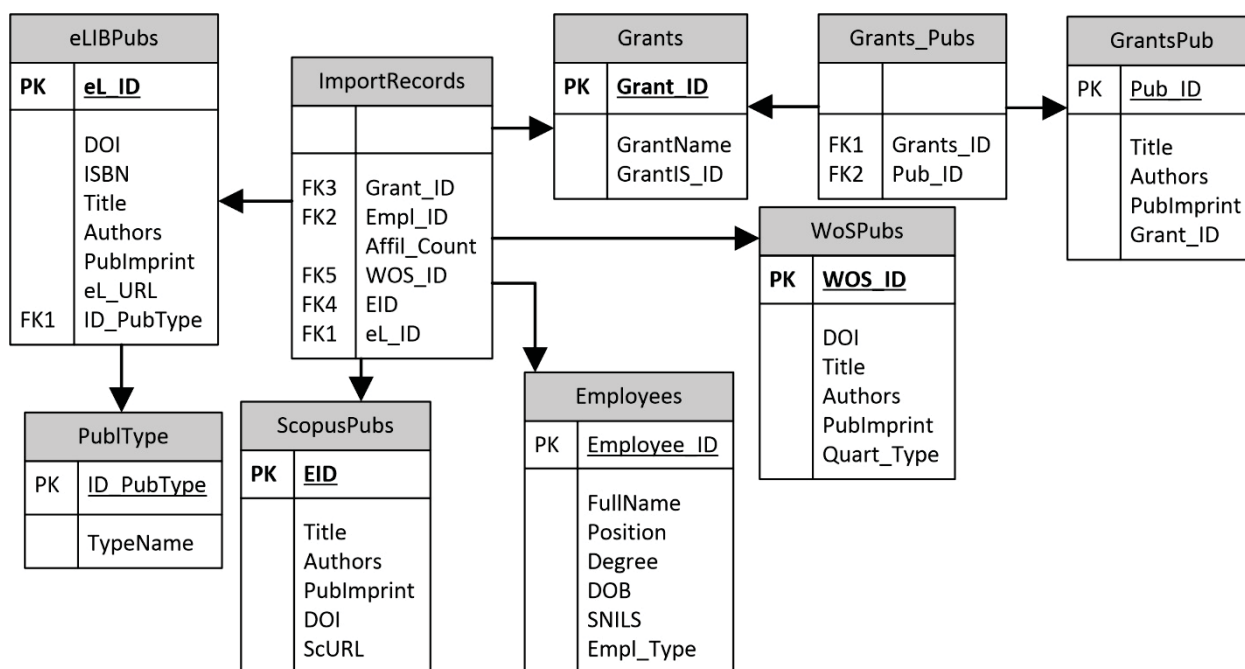 eLIBPubs
PK eL_ID
DOI
ISBN
Title
Authors
PubImprint
eL_URL
FK1 ID_PubType
ImportRecords
FK3 Grant_ID
FK2 Empl_ID
Affil_Count
FK5 WOS_ID
FK4 EID
FK1 eL_ID
Grants
PK Grant_ID
GrantName
GrantIS_ID
Grants_Pubs
FK1 Grants_ID
FK2 Pub_ID
GrantsPub
PK Pub_ID
Title
Authors
PubImprint
Grant_ID
WoSPubs
PK WOS_ID
DOI
Title
Authors
PubImprint
Quart_Type
PublType
PK ID_PubType
TypeName
ScopusPubs
PK EID
Title
Authors
PubImprint
DOI
ScURL
Employees
PK Employee_ID
FullName
Position
Degree
DOB
SNILS
Empl_Type